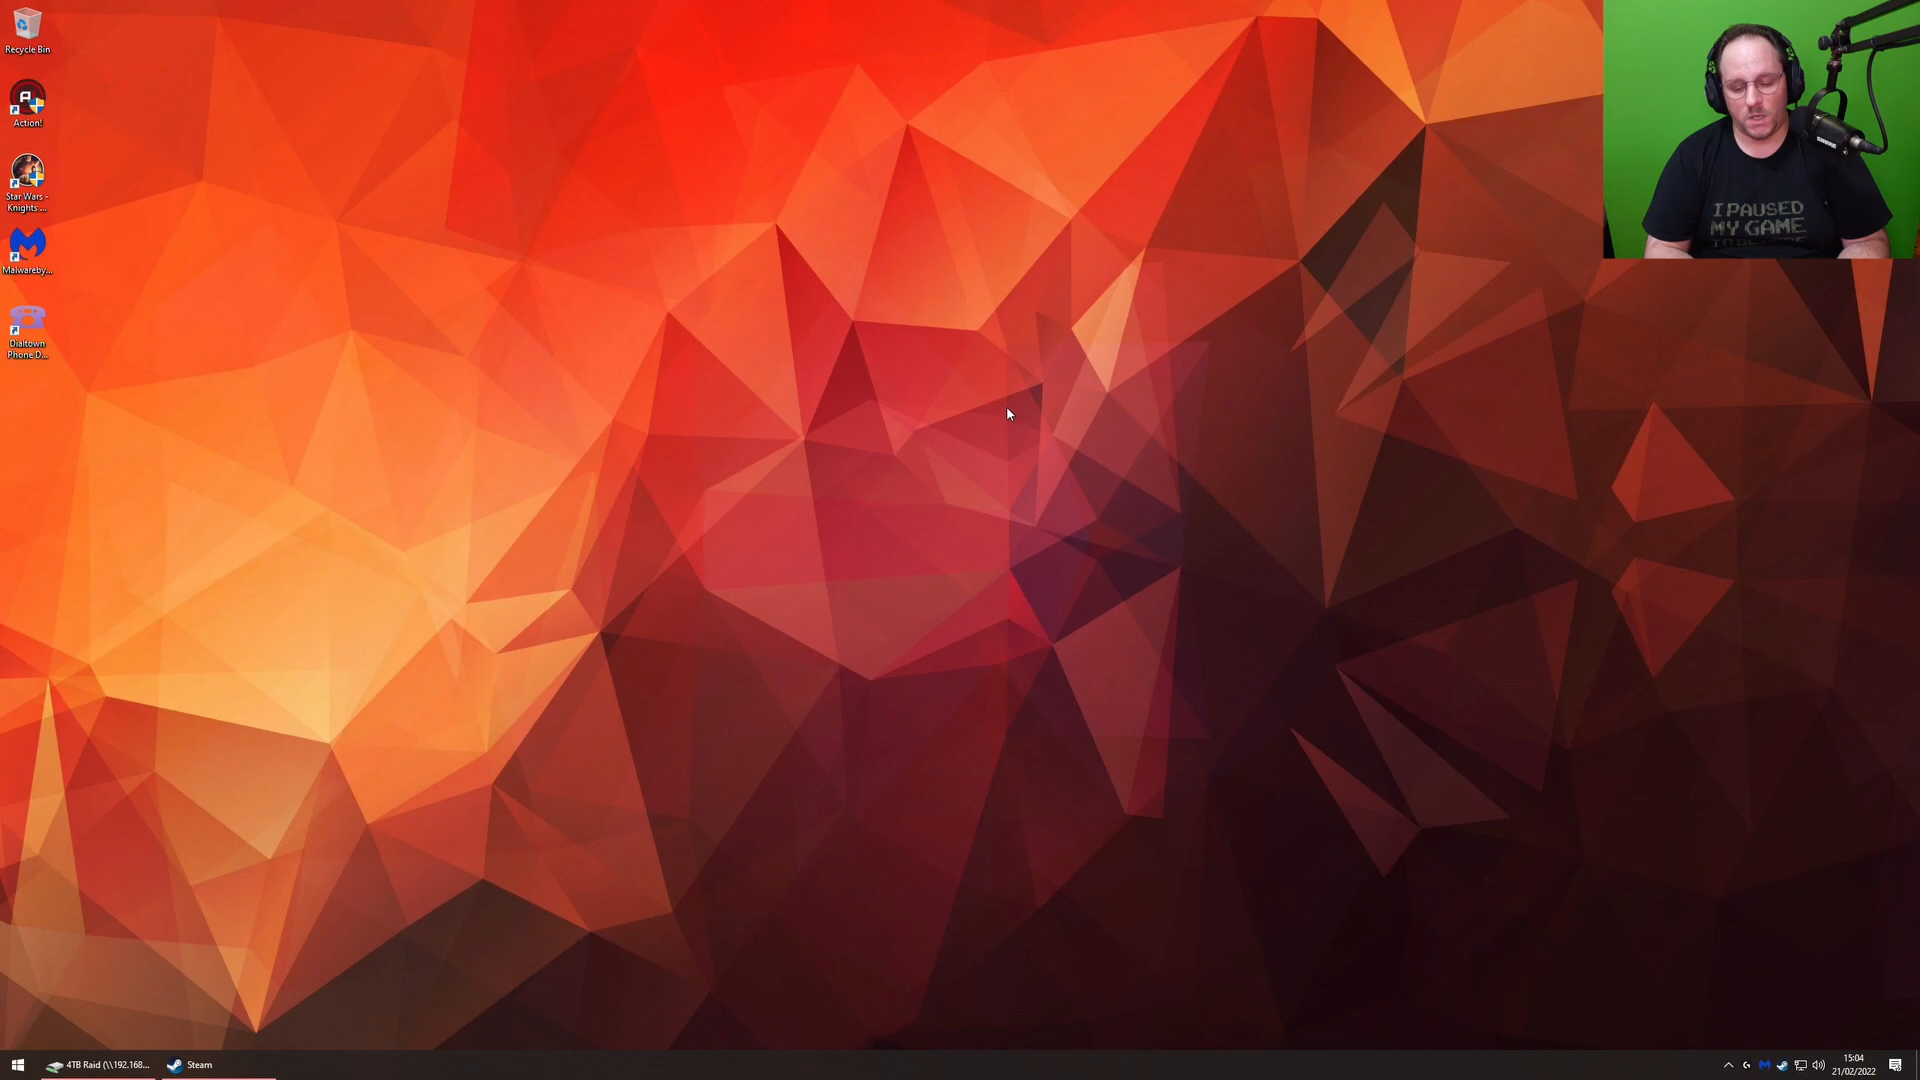 Recycle Bin
Action!
Star Wars -
Knights ...
Malwareby...
Dialtown
Phone D...
I PAUSED
MY GAME
SHURE
4TB Raid (\\192.168...
Steam
15:04
21/02/2022